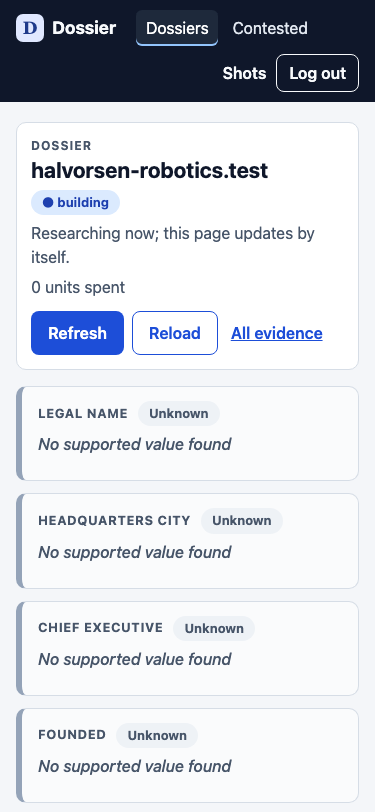 D Dossier Dossiers Contested
Shots Log out
DOSSIER
halvorsen-robotics.test
building
Researching now; this page updates by
itself.
0 units spent
Refresh Reload All evidence
LEGAL NAME Unknown
No supported value found
HEADQUARTERS CITY Unknown
No supported value found
CHIEF EXECUTIVE Unknown
No supported value found
FOUNDED Unknown
No supported value found